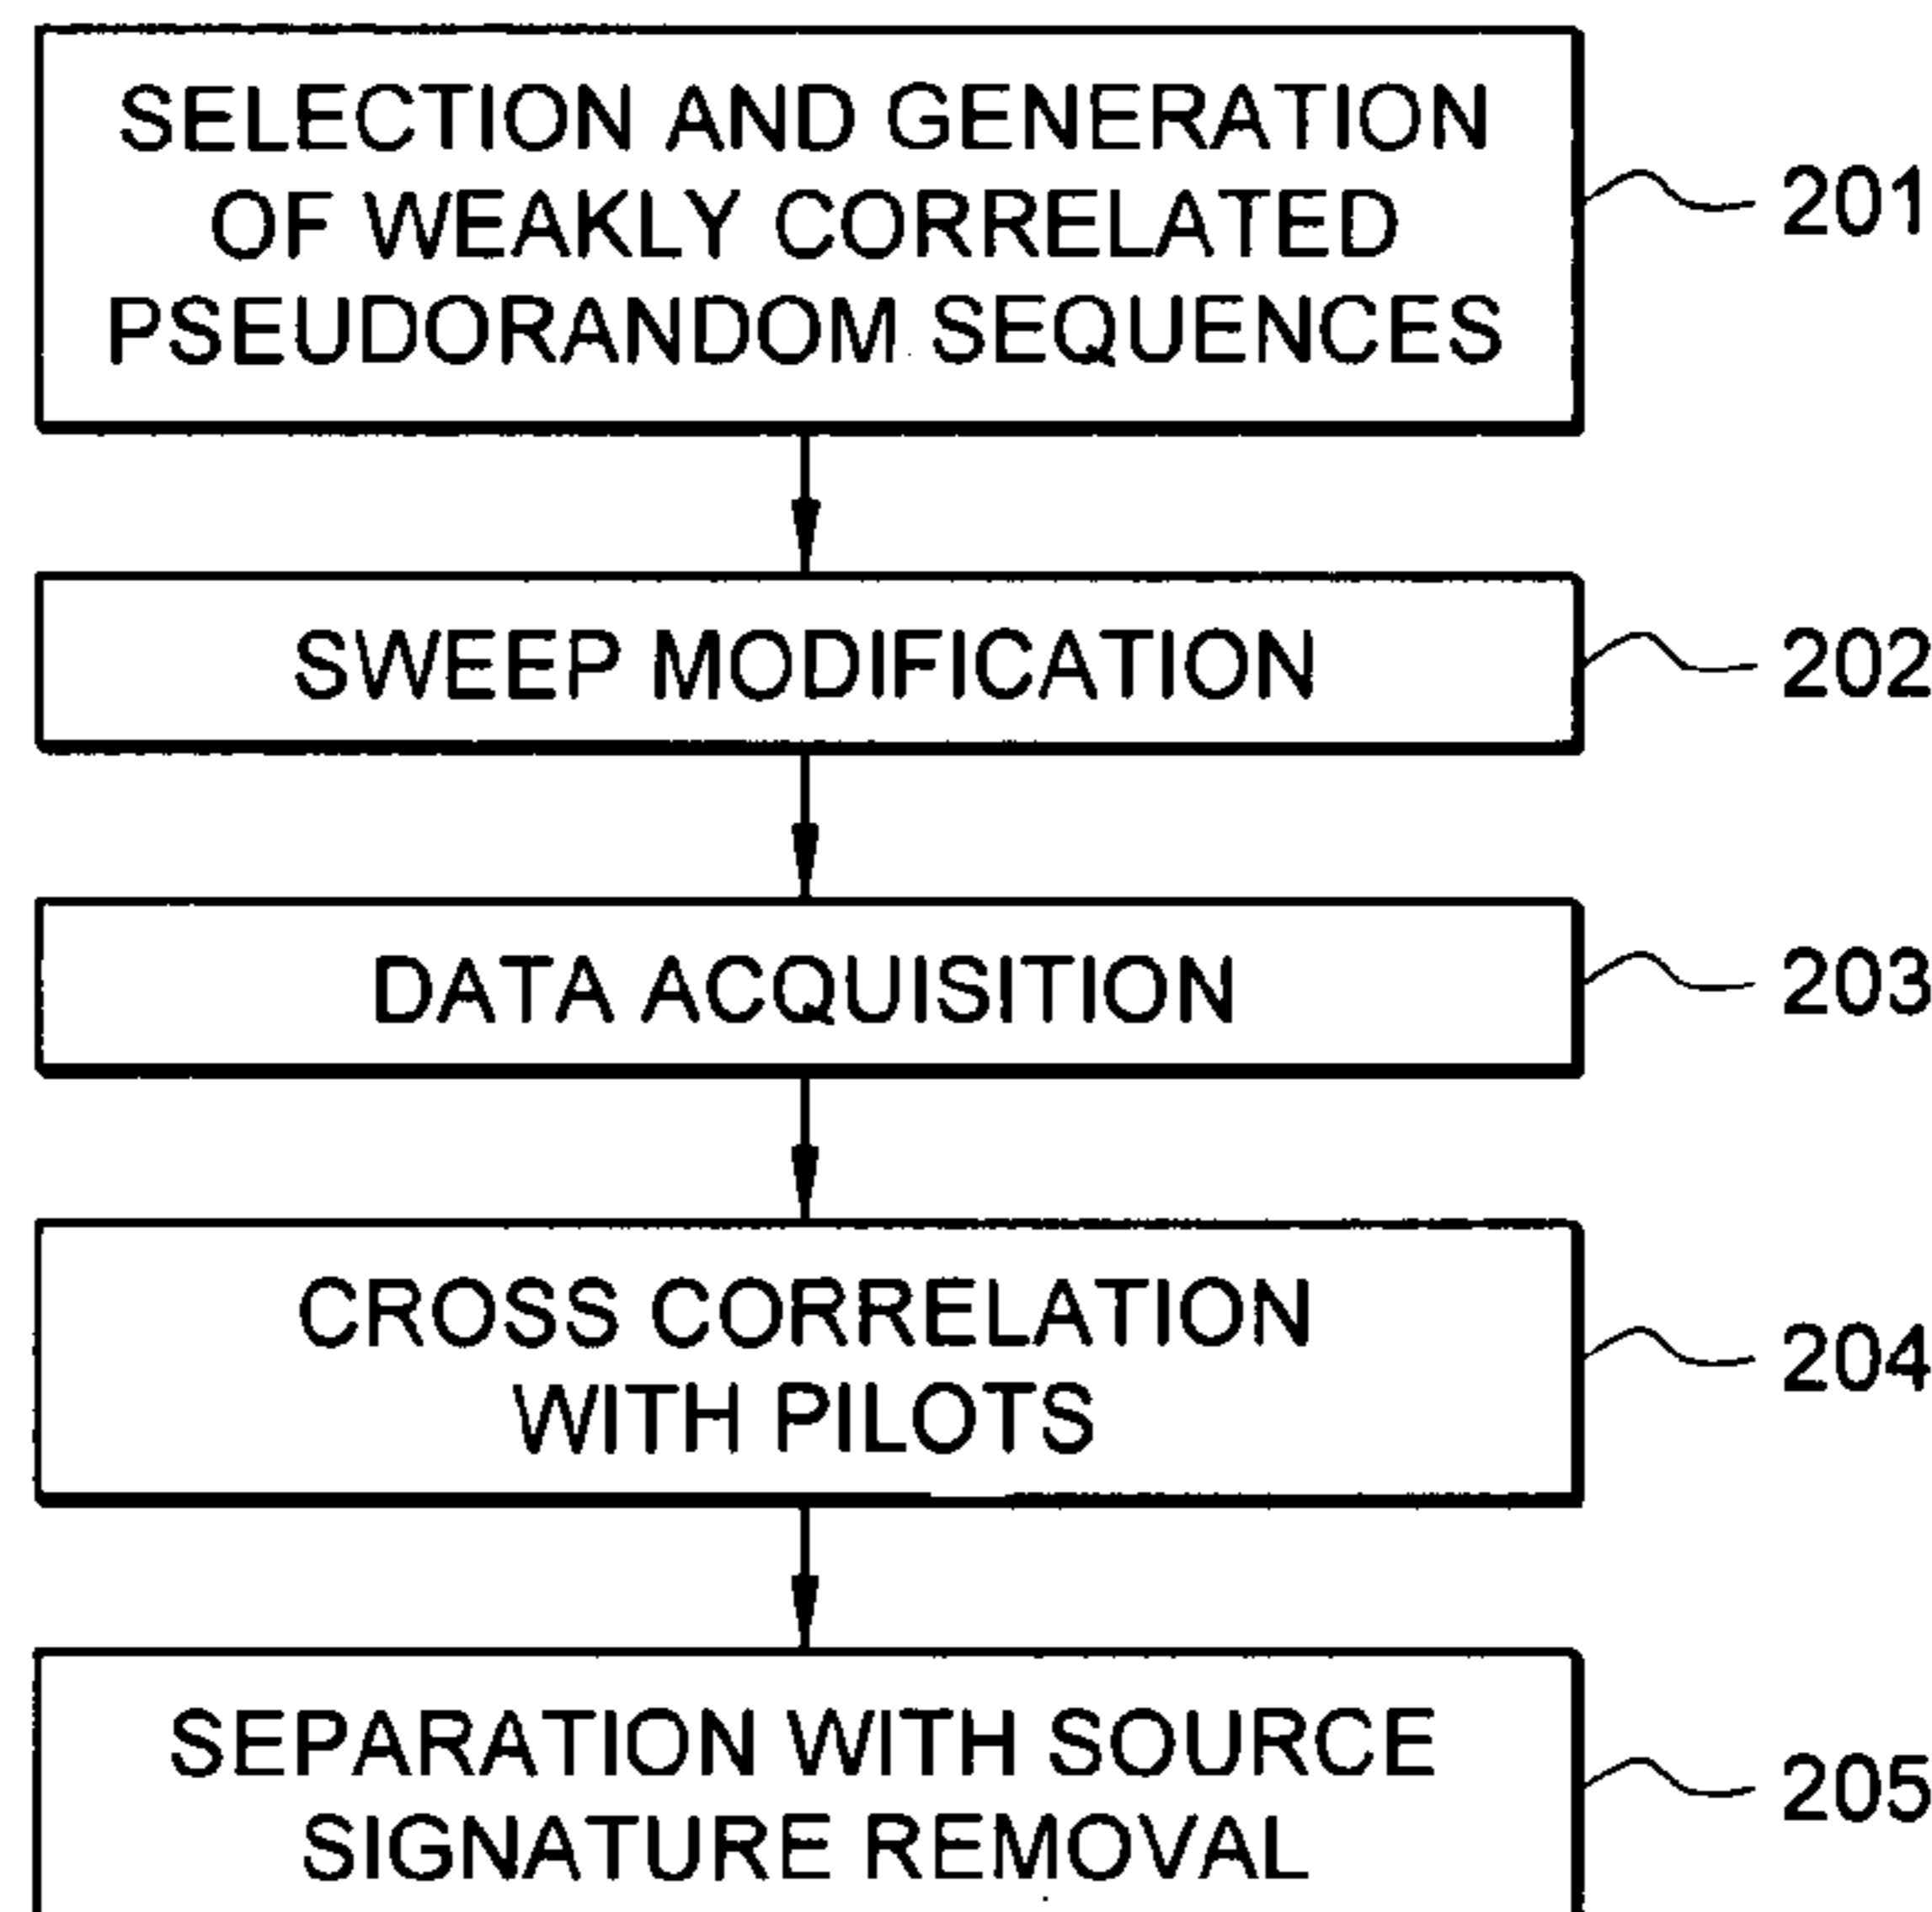 SELECTION AND GENERATION
OF WEAKLY CORRELATED
PSEUDORANDOM SEQUENCES
201
SWEEP MODIFICATION
202
DATA ACQUISITION
203
CROSS CORRELATION
WITH PILOTS
204
SEPARATION WITH SOURCE
SIGNATURE REMOVAL
205